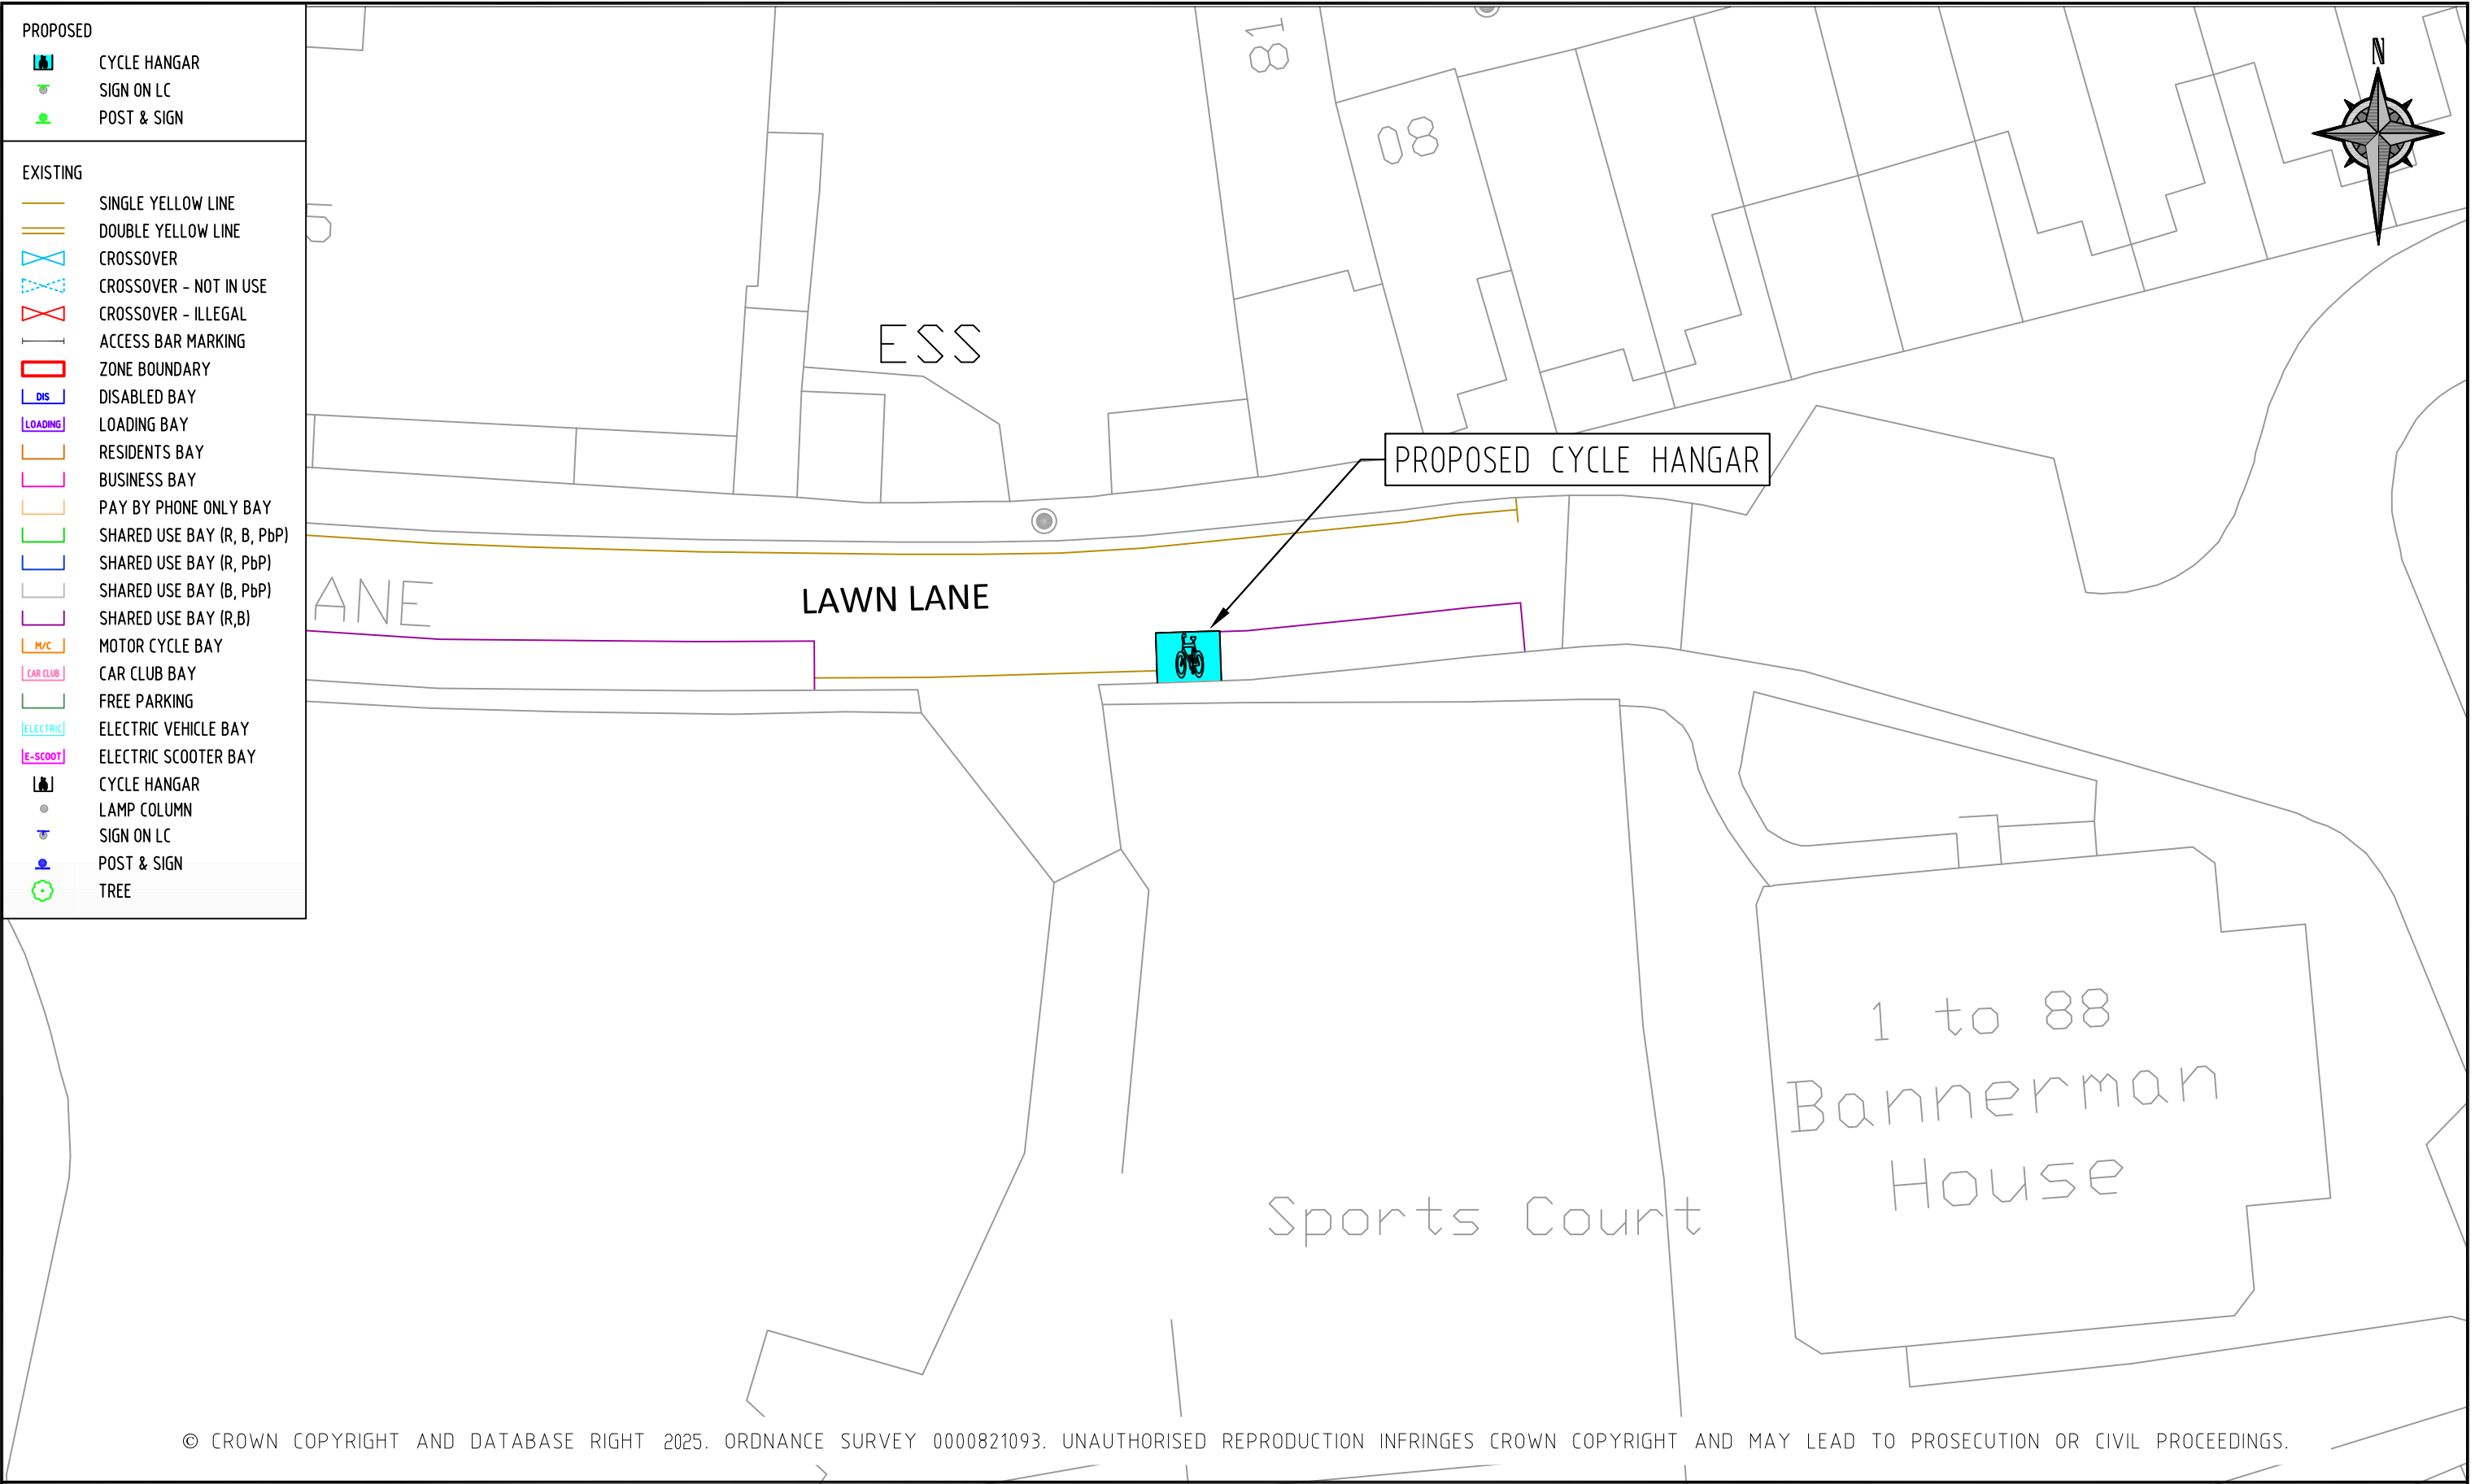 PROPOSED
CYCLE HANGAR
SIGN ON LC
POST & SIGN
EXISTING
SINGLE YELLOW LINE
DOUBLE YELLOW LINE
CROSSOVER
CROSSOVER - NOT IN USE
CROSSOVER - ILLEGAL
ACCESS BAR MARKING
ZONE BOUNDARY
DIS DISABLED BAY
LOADING LOADING BAY
RESIDENTS BAY
BUSINESS BAY
PAY BY PHONE ONLY BAY
SHARED USE BAY (R, B, PbP)
SHARED USE BAY (R, PbP)
SHARED USE BAY (B, PbP)
SHARED USE BAY (R,B)
M/C MOTOR CYCLE BAY
CAR CLUB CAR CLUB BAY
FREE PARKING
ELECTRIC ELECTRIC VEHICLE BAY
E-SCOOT ELECTRIC SCOOTER BAY
CYCLE HANGAR
LAMP COLUMN
SIGN ON LC
POST & SIGN
TREE
N
81
80
5
ESS
PROPOSED CYCLE HANGAR
ANE
LAWN LANE
1 to 88
Bannerman
House
Sports Court
© CROWN COPYRIGHT AND DATABASE RIGHT 2025. ORDNANCE SURVEY 0000821093. UNAUTHORISED REPRODUCTION INFRINGES CROWN COPYRIGHT AND MAY LEAD TO PROSECUTION OR CIVIL PROCEEDINGS.